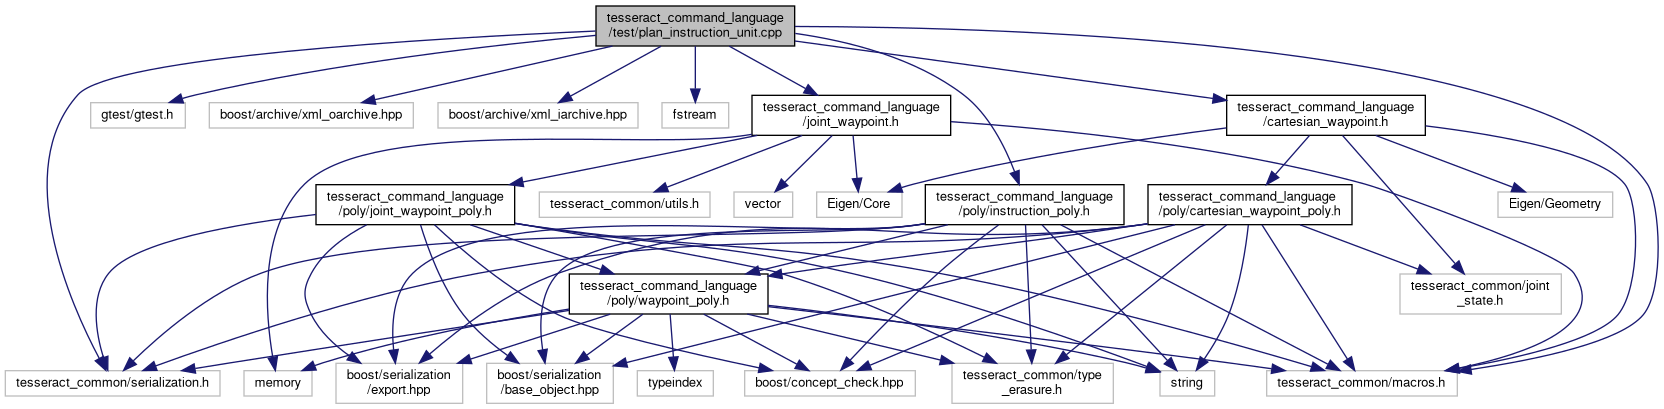 tesseract_command_language
/test/plan_instruction_unit.cpp
gtest/gtest.h
boost/archive/xml_oarchive.hpp
boost/archive/xml_iarchive.hpp
fstream
tesseract_command_language
/joint_waypoint.h
tesseract_command_language
/cartesian_waypoint.h
tesseract_command_language
/poly/joint_waypoint_poly.h
tesseract_common/utils.h
vector
Eigen/Core
tesseract_command_language
/poly/instruction_poly.h
tesseract_command_language
/poly/cartesian_waypoint_poly.h
Eigen/Geometry
tesseract_command_language
/poly/waypoint_poly.h
tesseract_common/joint
_state.h
tesseract_common/serialization.h
memory
boost/serialization
/export.hpp
boost/serialization
/base_object.hpp
typeindex
boost/concept_check.hpp
tesseract_common/type
_erasure.h
string
tesseract_common/macros.h